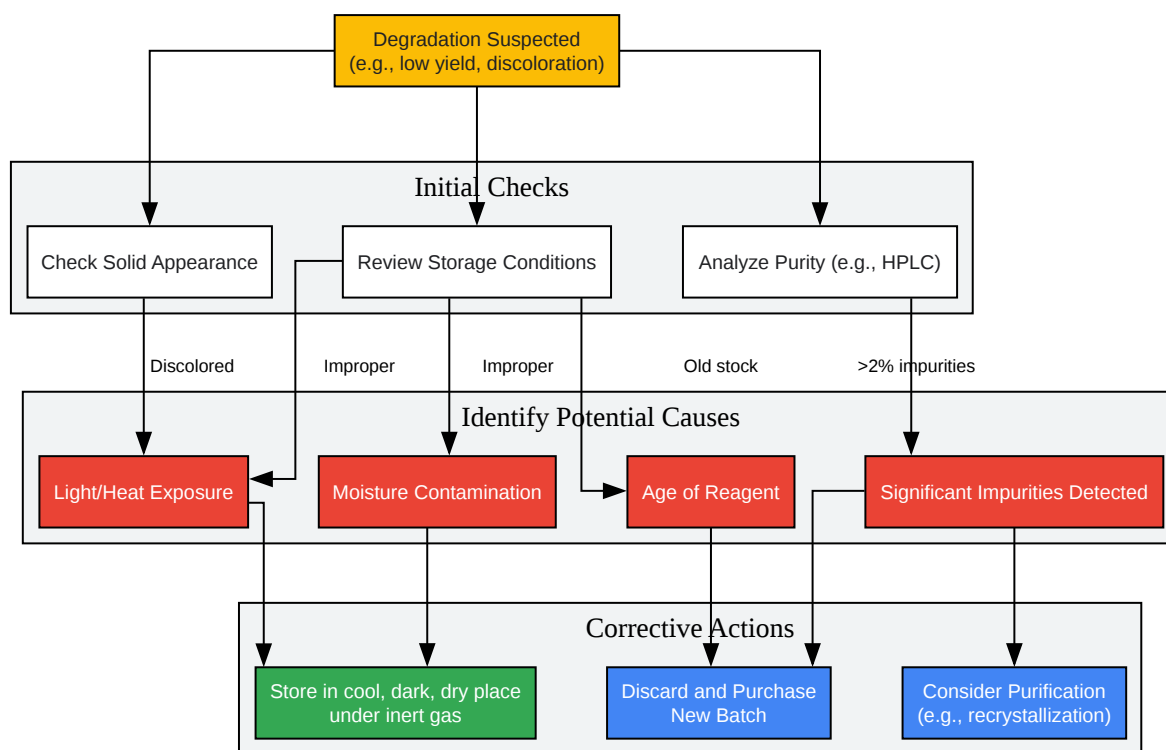 Degradation Suspected
(e.g., low yield, discoloration)
Initial Checks
Check Solid Appearance
Review Storage Conditions
Analyze Purity (e.g., HPLC)
Discolored
Improper
Improper
Old stock
>2% impurities
Identify Potential Causes
Light/Heat Exposure
Moisture Contamination
Age of Reagent
Significant Impurities Detected
Corrective Actions
Store in cool, dark, dry place
under inert gas
Discard and Purchase
New Batch
Consider Purification
(e.g., recrystallization)